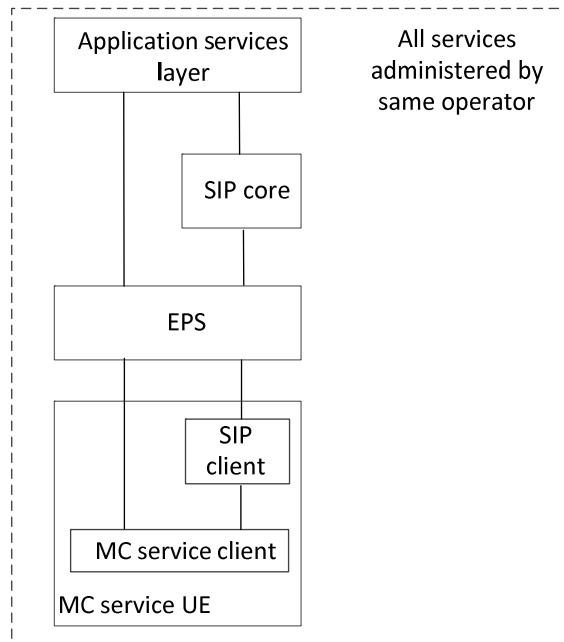 Application services
layer
All services
administered by
same operator
SIP core
EPS
SIP
client
MC service client
MC service UE